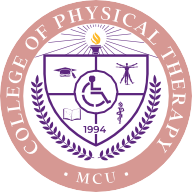 COLLEGE OF PHYSICAL THERAPY
1994
· MCU ·